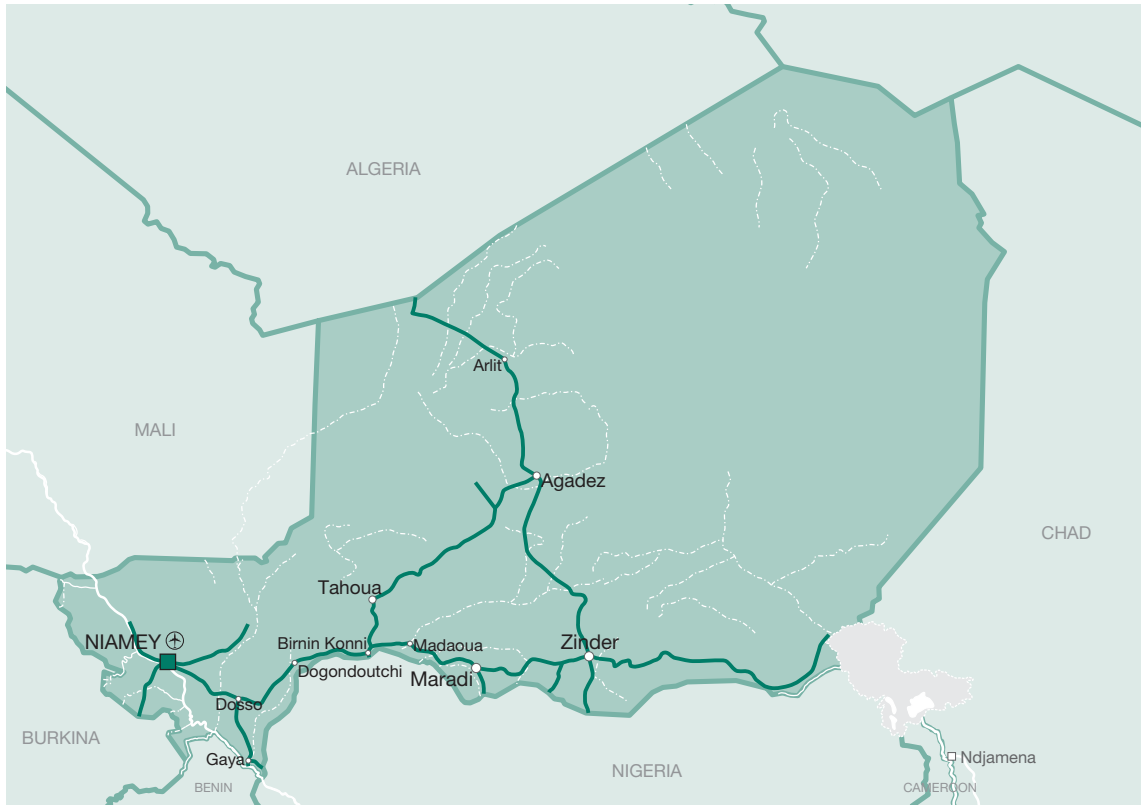 ALGERIA
Arlit
MALI
Agadez
CHAD
Tahoua
NIAMEY
Birnin Konni
Madaoua
Zinder
Dogondoutchi
Maradi
Dosso
BURKINA
Gaya
Ndjamena
NIGERIA
BENIN
CAMEROON